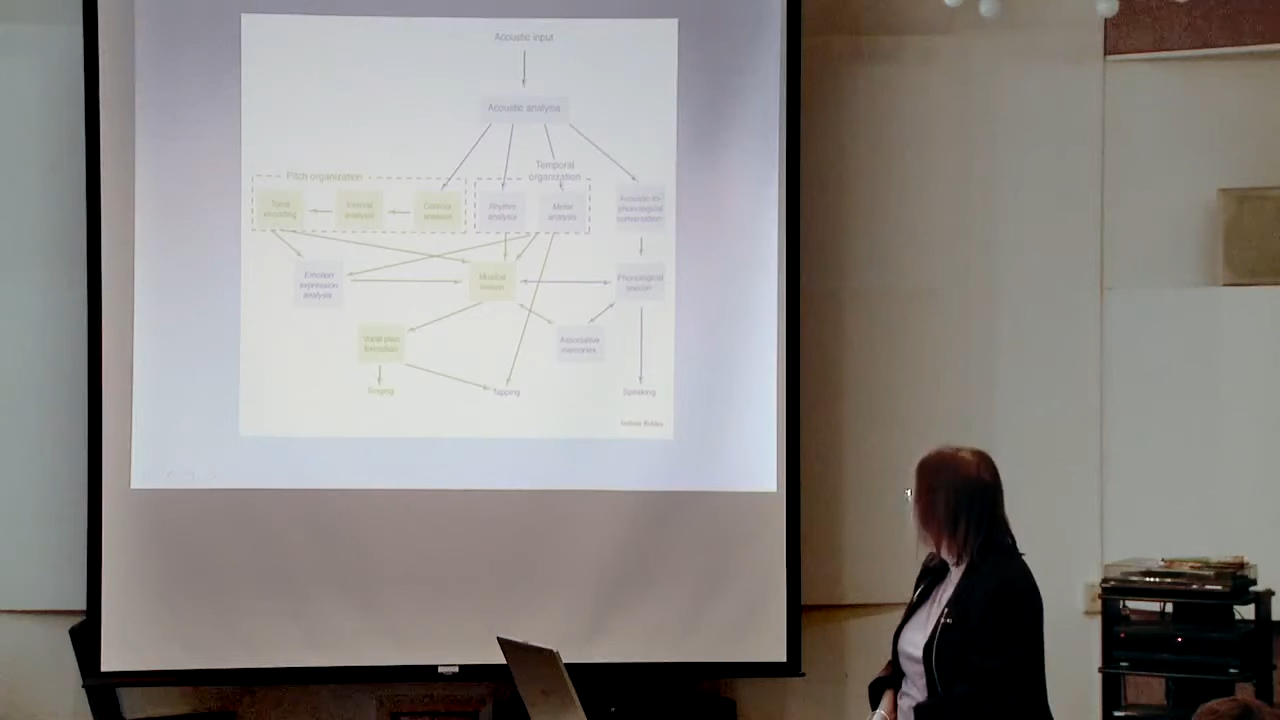 Acoustic input
Acoustic analysis
Pitch organization
Temporal
organization
Tonal
encoding
Interval
analysis
Contour
analysis
Rhythm
analysis
Meter
analysis
Acoustic-to-
phonological
conversation
Emotion
expression
analysis
Musical
lexicon
Phonological
lexicon
Vocal plan
formation
Associative
memories
Singing
Tapping
Speaking